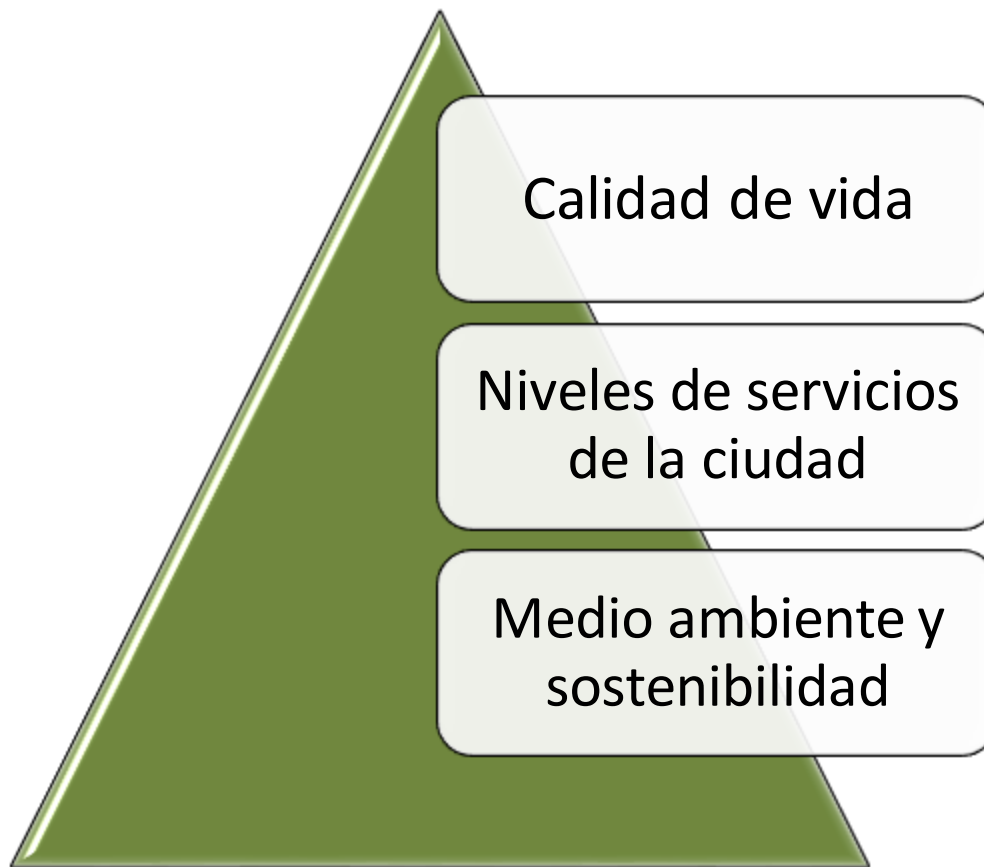 Calidad de vida
Niveles de servicios
de la ciudad
Medio ambiente y
sostenibilidad